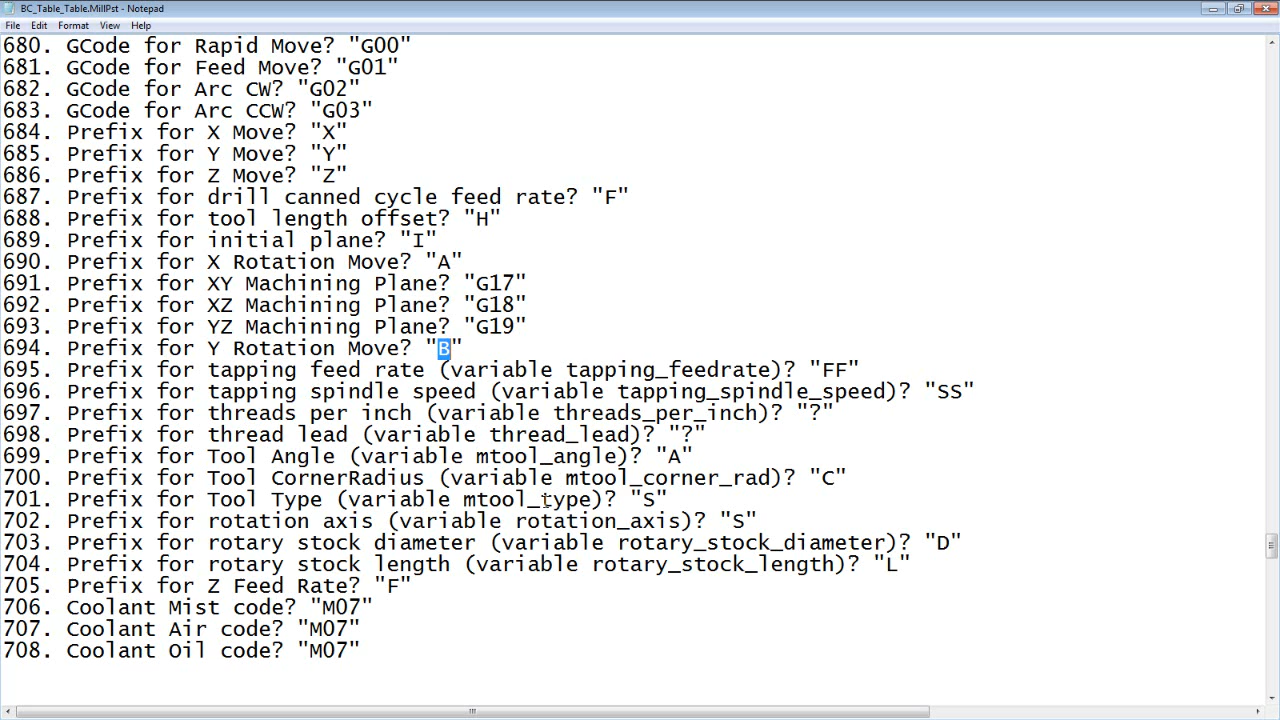 BC_Table_Table.MillPst - Notepad
File Edit Format View Help
680. GCode for Rapid Move? "G00"
681. GCode for Feed Move? "G01"
682. GCode for Arc CW? "G02"
683. GCode for Arc CCW? "G03"
684. Prefix for X Move? "X"
685. Prefix for Y Move? "Y"
686. Prefix for Z Move? "Z"
687. Prefix for drill canned cycle feed rate? "F"
688. Prefix for tool length offset? "H"
689. Prefix for initial plane? "I"
690. Prefix for X Rotation Move? "A"
691. Prefix for XY Machining Plane? "G17"
692. Prefix for XZ Machining Plane? "G18"
693. Prefix for YZ Machining Plane? "G19"
694. Prefix for Y Rotation Move? "B"
695. Prefix for tapping feed rate (variable tapping_feedrate)? "FF"
696. Prefix for tapping spindle speed (variable tapping_spindle_speed)? "SS"
697. Prefix for threads per inch (variable threads_per_inch)? "?"
698. Prefix for thread lead (variable thread_lead)? "?"
699. Prefix for Tool Angle (variable mtool_angle)? "A"
700. Prefix for Tool CornerRadius (variable mtool_corner_rad)? "C"
701. Prefix for Tool Type (variable mtool_type)? "S"
702. Prefix for rotation axis (variable rotation_axis)? "S"
703. Prefix for rotary stock diameter (variable rotary_stock_diameter)? "D"
704. Prefix for rotary stock length (variable rotary_stock_length)? "L"
705. Prefix for Z Feed Rate? "F"
706. Coolant Mist code? "M07"
707. Coolant Air code? "M07"
708. Coolant Oil code? "M07"